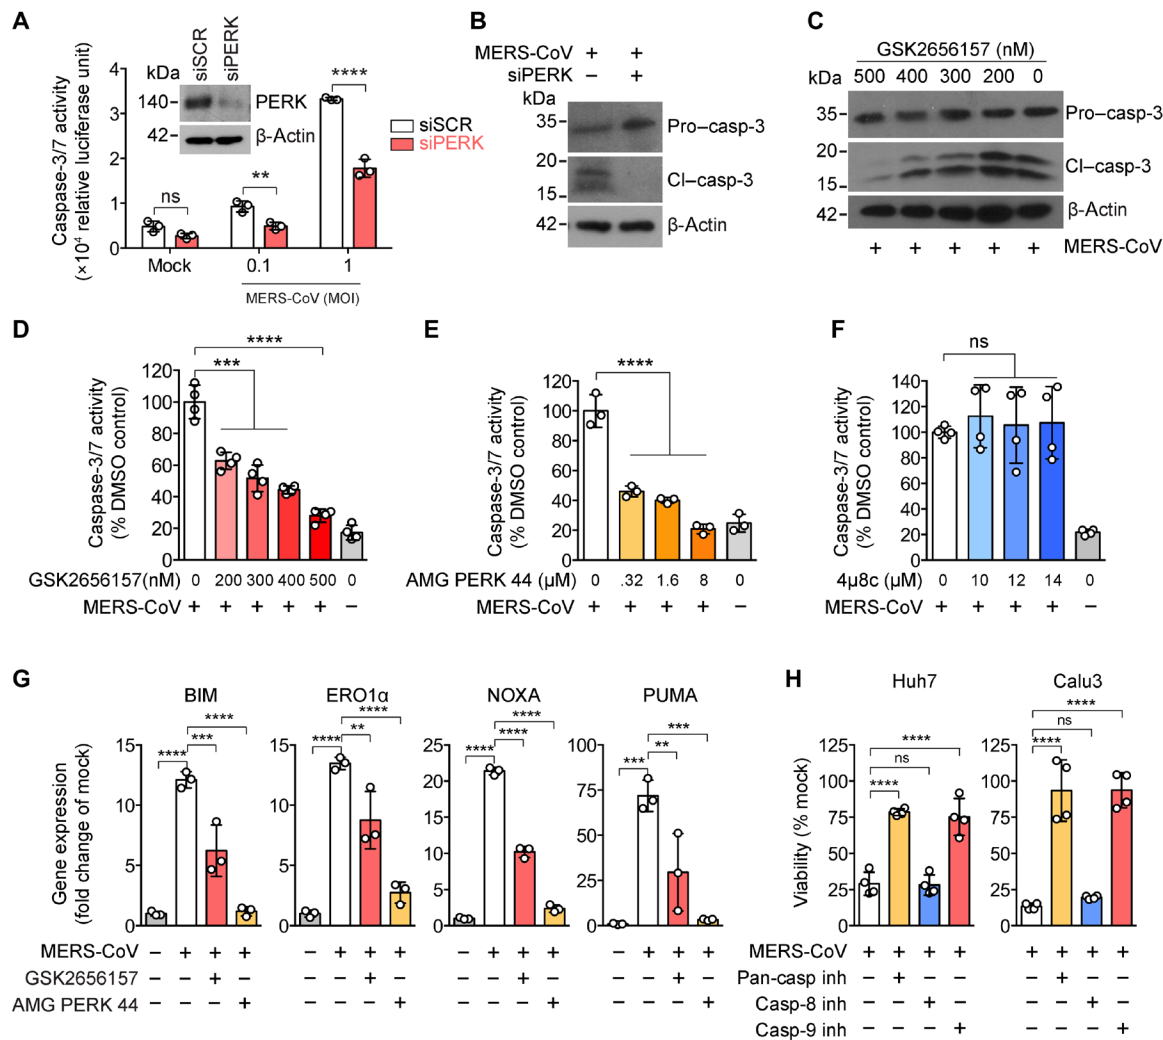 A
kDa
siSCR
siPERK
140
PERK
42
β-Actin
Caspase-3/7 activity
(×10⁴ relative luciferase unit)
4
3
2
1
0
ns
**
****
siSCR
siPERK
Mock
0.1
1
MERS-CoV (MOI)
B
MERS-CoV + +
siPERK – +
kDa
35
Pro–casp-3
20
15
Cl–casp-3
42
β-Actin
C
GSK2656157 (nM)
kDa 500 400 300 200 0
35
Pro–casp-3
20
15
Cl–casp-3
42
β-Actin
+ + + + + MERS-CoV
D
****
***
Caspase-3/7 activity
(% DMSO control)
120
100
80
60
40
20
0
GSK2656157(nM) 0 200 300 400 500 0
MERS-CoV + + + + + –
E
****
Caspase-3/7 activity
(% DMSO control)
120
100
80
60
40
20
0
AMG PERK 44 (µM) 0 .32 1.6 8 0
MERS-CoV + + + + –
F
ns
Caspase-3/7 activity
(% DMSO control)
140
120
100
80
60
40
20
0
4µ8c (µM) 0 10 12 14 0
MERS-CoV + + + + –
G
Gene expression
(fold change of mock)
BIM
****
***
****
15
10
5
0
ERO1α
****
**
****
15
10
5
0
NOXA
****
****
****
25
20
15
10
5
0
PUMA
***
**
***
100
75
50
25
0
MERS-CoV – + + + – + + + – + + + – + + +
GSK2656157 – – + – – – + – – – + – – – + –
AMG PERK 44 – – – + – – – + – – – + – – – +
H
Viability (% mock)
Huh7
****
ns
****
125
100
75
50
25
0
Calu3
****
ns
****
125
100
75
50
25
0
MERS-CoV + + + + + + + +
Pan-casp inh – + – – – + – –
Casp-8 inh – – + – – – + –
Casp-9 inh – – – + – – – +